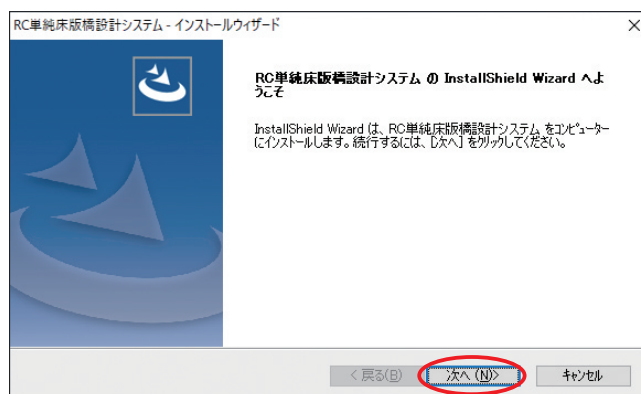 RC単純床版橋設計システム - インストールウィザード
RC単純床版橋設計システム の InstallShield Wizard へよ
うこそ
InstallShield Wizard は、RC単純床版橋設計システム をコンピューター
にインストールします。続行するには、[次へ] をクリックしてください。
< 戻る(B)
次へ (N)>
キャンセル